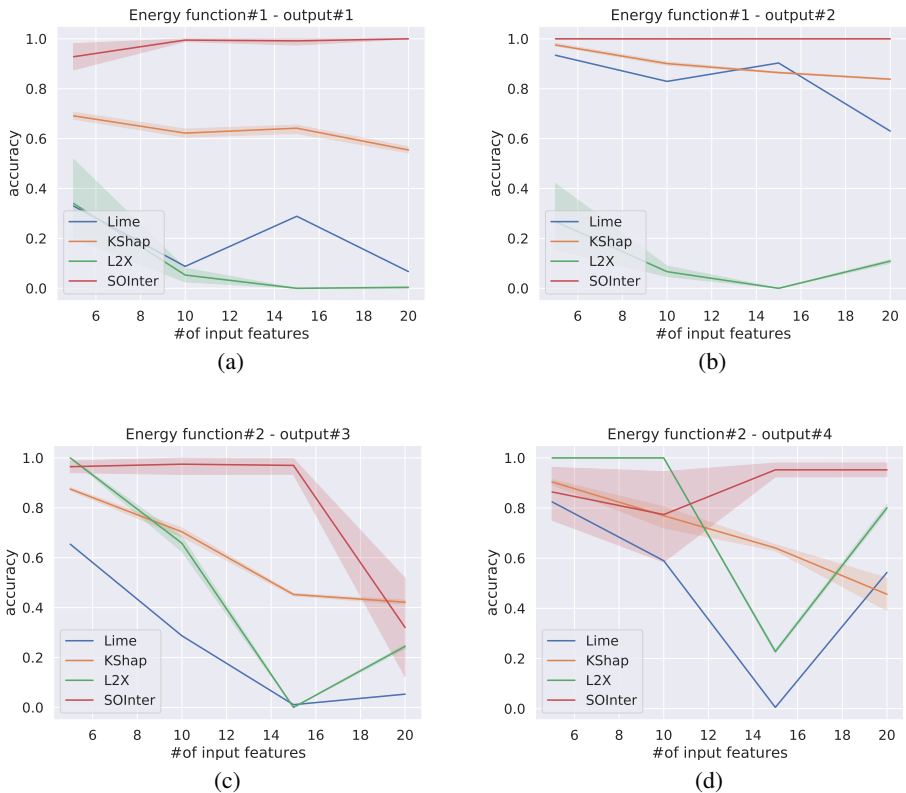 Energy function#1 - output#1
1.0
0.8
0.6
0.4
0.2
0.0
accuracy
Lime
KShap
L2X
SOInter
6 8 10 12 14 16 18 20
#of input features
(a)
Energy function#1 - output#2
1.0
0.8
0.6
0.4
0.2
0.0
accuracy
Lime
KShap
L2X
SOInter
6 8 10 12 14 16 18 20
#of input features
(b)
Energy function#2 - output#3
1.0
0.8
0.6
0.4
0.2
0.0
accuracy
Lime
KShap
L2X
SOInter
6 8 10 12 14 16 18 20
#of input features
(c)
Energy function#2 - output#4
1.0
0.8
0.6
0.4
0.2
0.0
accuracy
Lime
KShap
L2X
SOInter
6 8 10 12 14 16 18 20
#of input features
(d)